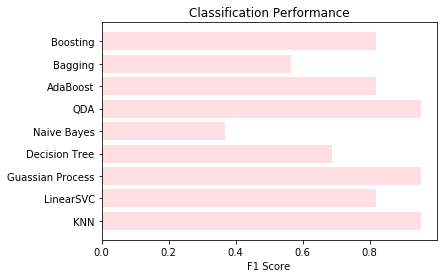 Classification Performance
Boosting
Bagging
AdaBoost
QDA
Naive Bayes
Decision Tree
Guassian Process
LinearSVC
KNN
0.0 0.2 0.4 0.6 0.8
F1 Score